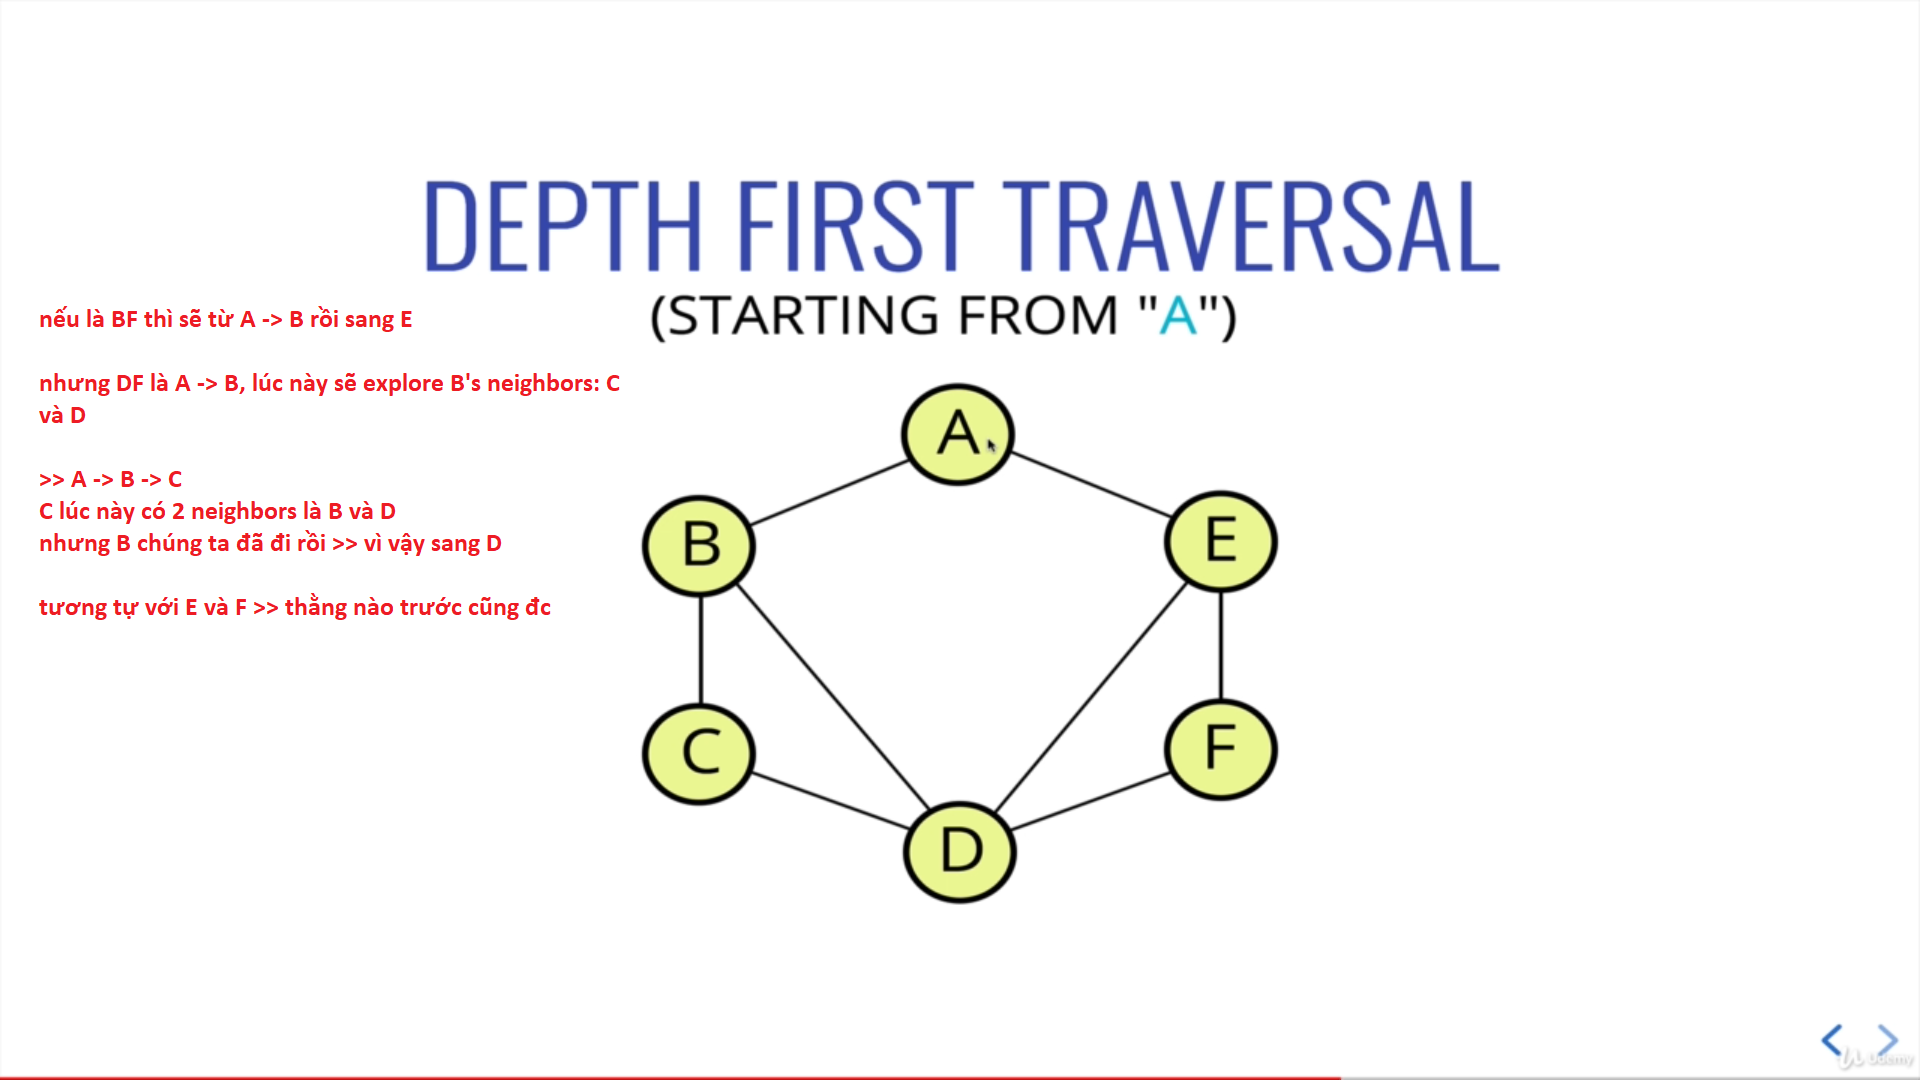 DEPTH FIRST TRAVERSAL
(STARTING FROM "A")
nếu là BF thì sẽ từ A -> B rồi sang E
nhưng DF là A -> B, lúc này sẽ explore B's neighbors: C
và D
>> A -> B -> C
C lúc này có 2 neighbors là B và D
nhưng B chúng ta đã đi rồi >> vì vậy sang D
tương tự với E và F >> thằng nào trước cũng đc
A
B
E
C
F
D
Udemy